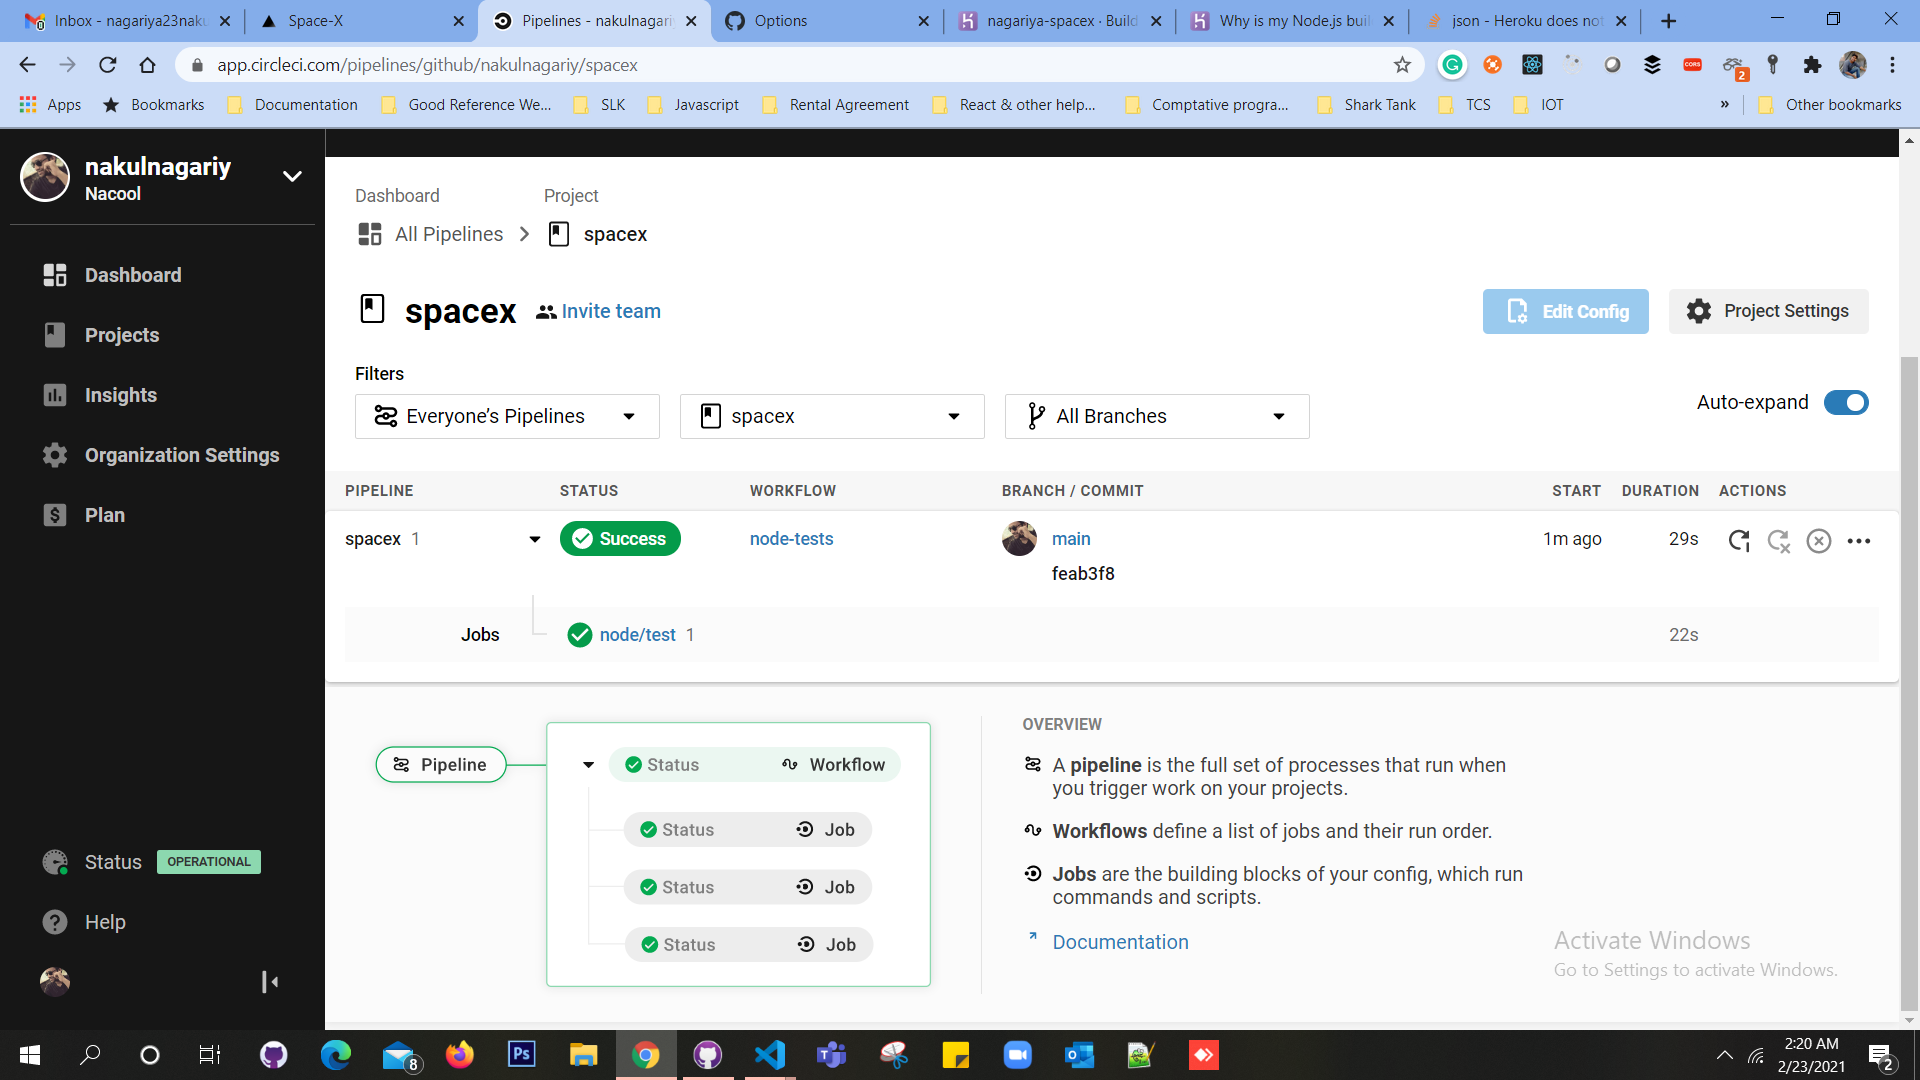 Inbox - nagariya23naku
Space-X
Pipelines - nakulnagariy
Options
nagariya-spacex · Build
Why is my Node.js buil
json - Heroku does not
app.circleci.com/pipelines/github/nakulnagariy/spacex
CORS
2
Apps
Bookmarks
Documentation
Good Reference We...
SLK
Javascript
Rental Agreement
React & other help...
Comptative progra...
Shark Tank
TCS
IOT
»
Other bookmarks
nakulnagariy
Nacool
Dashboard
Projects
Insights
Organization Settings
Plan
Status OPERATIONAL
Help
Dashboard
Project
All Pipelines
spacex
spacex
Invite team
Edit Config
Project Settings
Filters
Everyone’s Pipelines
spacex
All Branches
Auto-expand
PIPELINE STATUS WORKFLOW BRANCH / COMMIT START DURATION ACTIONS
spacex 1 Success node-tests main 1m ago 29s
feab3f8
Jobs node/test 1 22s
Pipeline
Status Workflow
Status Job
Status Job
Status Job
OVERVIEW
A pipeline is the full set of processes that run when
you trigger work on your projects.
Workflows define a list of jobs and their run order.
Jobs are the building blocks of your config, which run
commands and scripts.
Documentation
Activate Windows
Go to Settings to activate Windows.
8
Ps
2:20 AM
2/23/2021
2